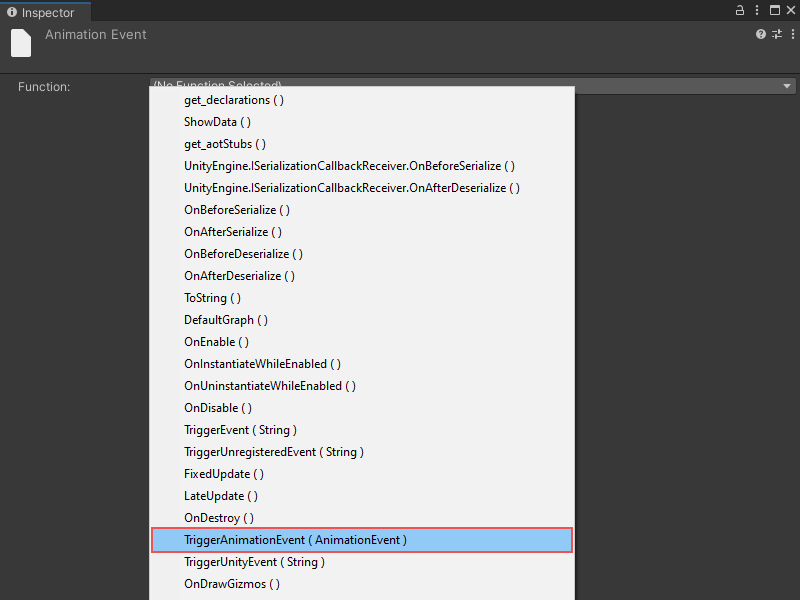 Inspector
Animation Event
Function:
(No Function Selected)
get_declarations ( )
ShowData ( )
get_aotStubs ( )
UnityEngine.ISerializationCallbackReceiver.OnBeforeSerialize ( )
UnityEngine.ISerializationCallbackReceiver.OnAfterDeserialize ( )
OnBeforeSerialize ( )
OnAfterSerialize ( )
OnBeforeDeserialize ( )
OnAfterDeserialize ( )
ToString ( )
DefaultGraph ( )
OnEnable ( )
OnInstantiateWhileEnabled ( )
OnUninstantiateWhileEnabled ( )
OnDisable ( )
TriggerEvent ( String )
TriggerUnregisteredEvent ( String )
FixedUpdate ( )
LateUpdate ( )
OnDestroy ( )
TriggerAnimationEvent ( AnimationEvent )
TriggerUnityEvent ( String )
OnDrawGizmos ( )